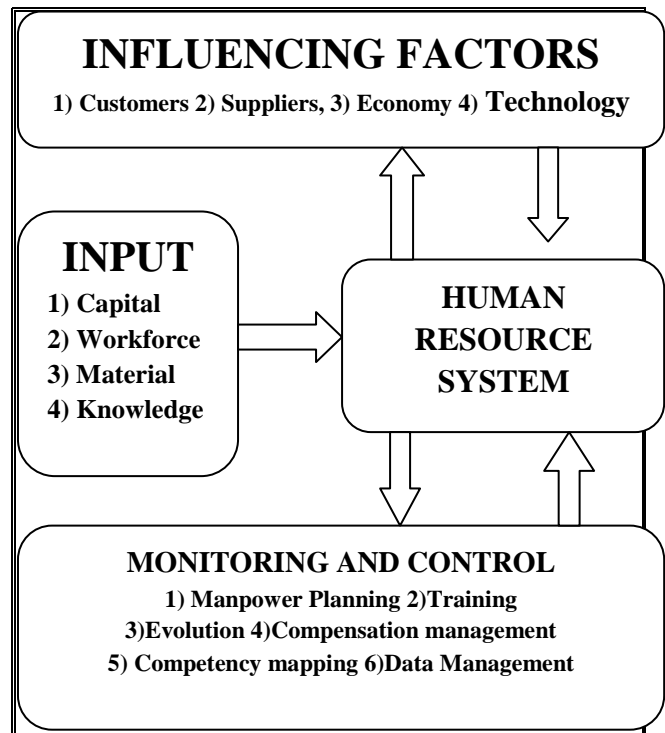 INFLUENCING FACTORS
1) Customers 2) Suppliers, 3) Economy 4) Technology
INPUT
1) Capital
2) Workforce
3) Material
4) Knowledge
HUMAN
RESOURCE
SYSTEM
MONITORING AND CONTROL
1) Manpower Planning 2)Training
3)Evolution 4)Compensation management
5) Competency mapping 6)Data Management